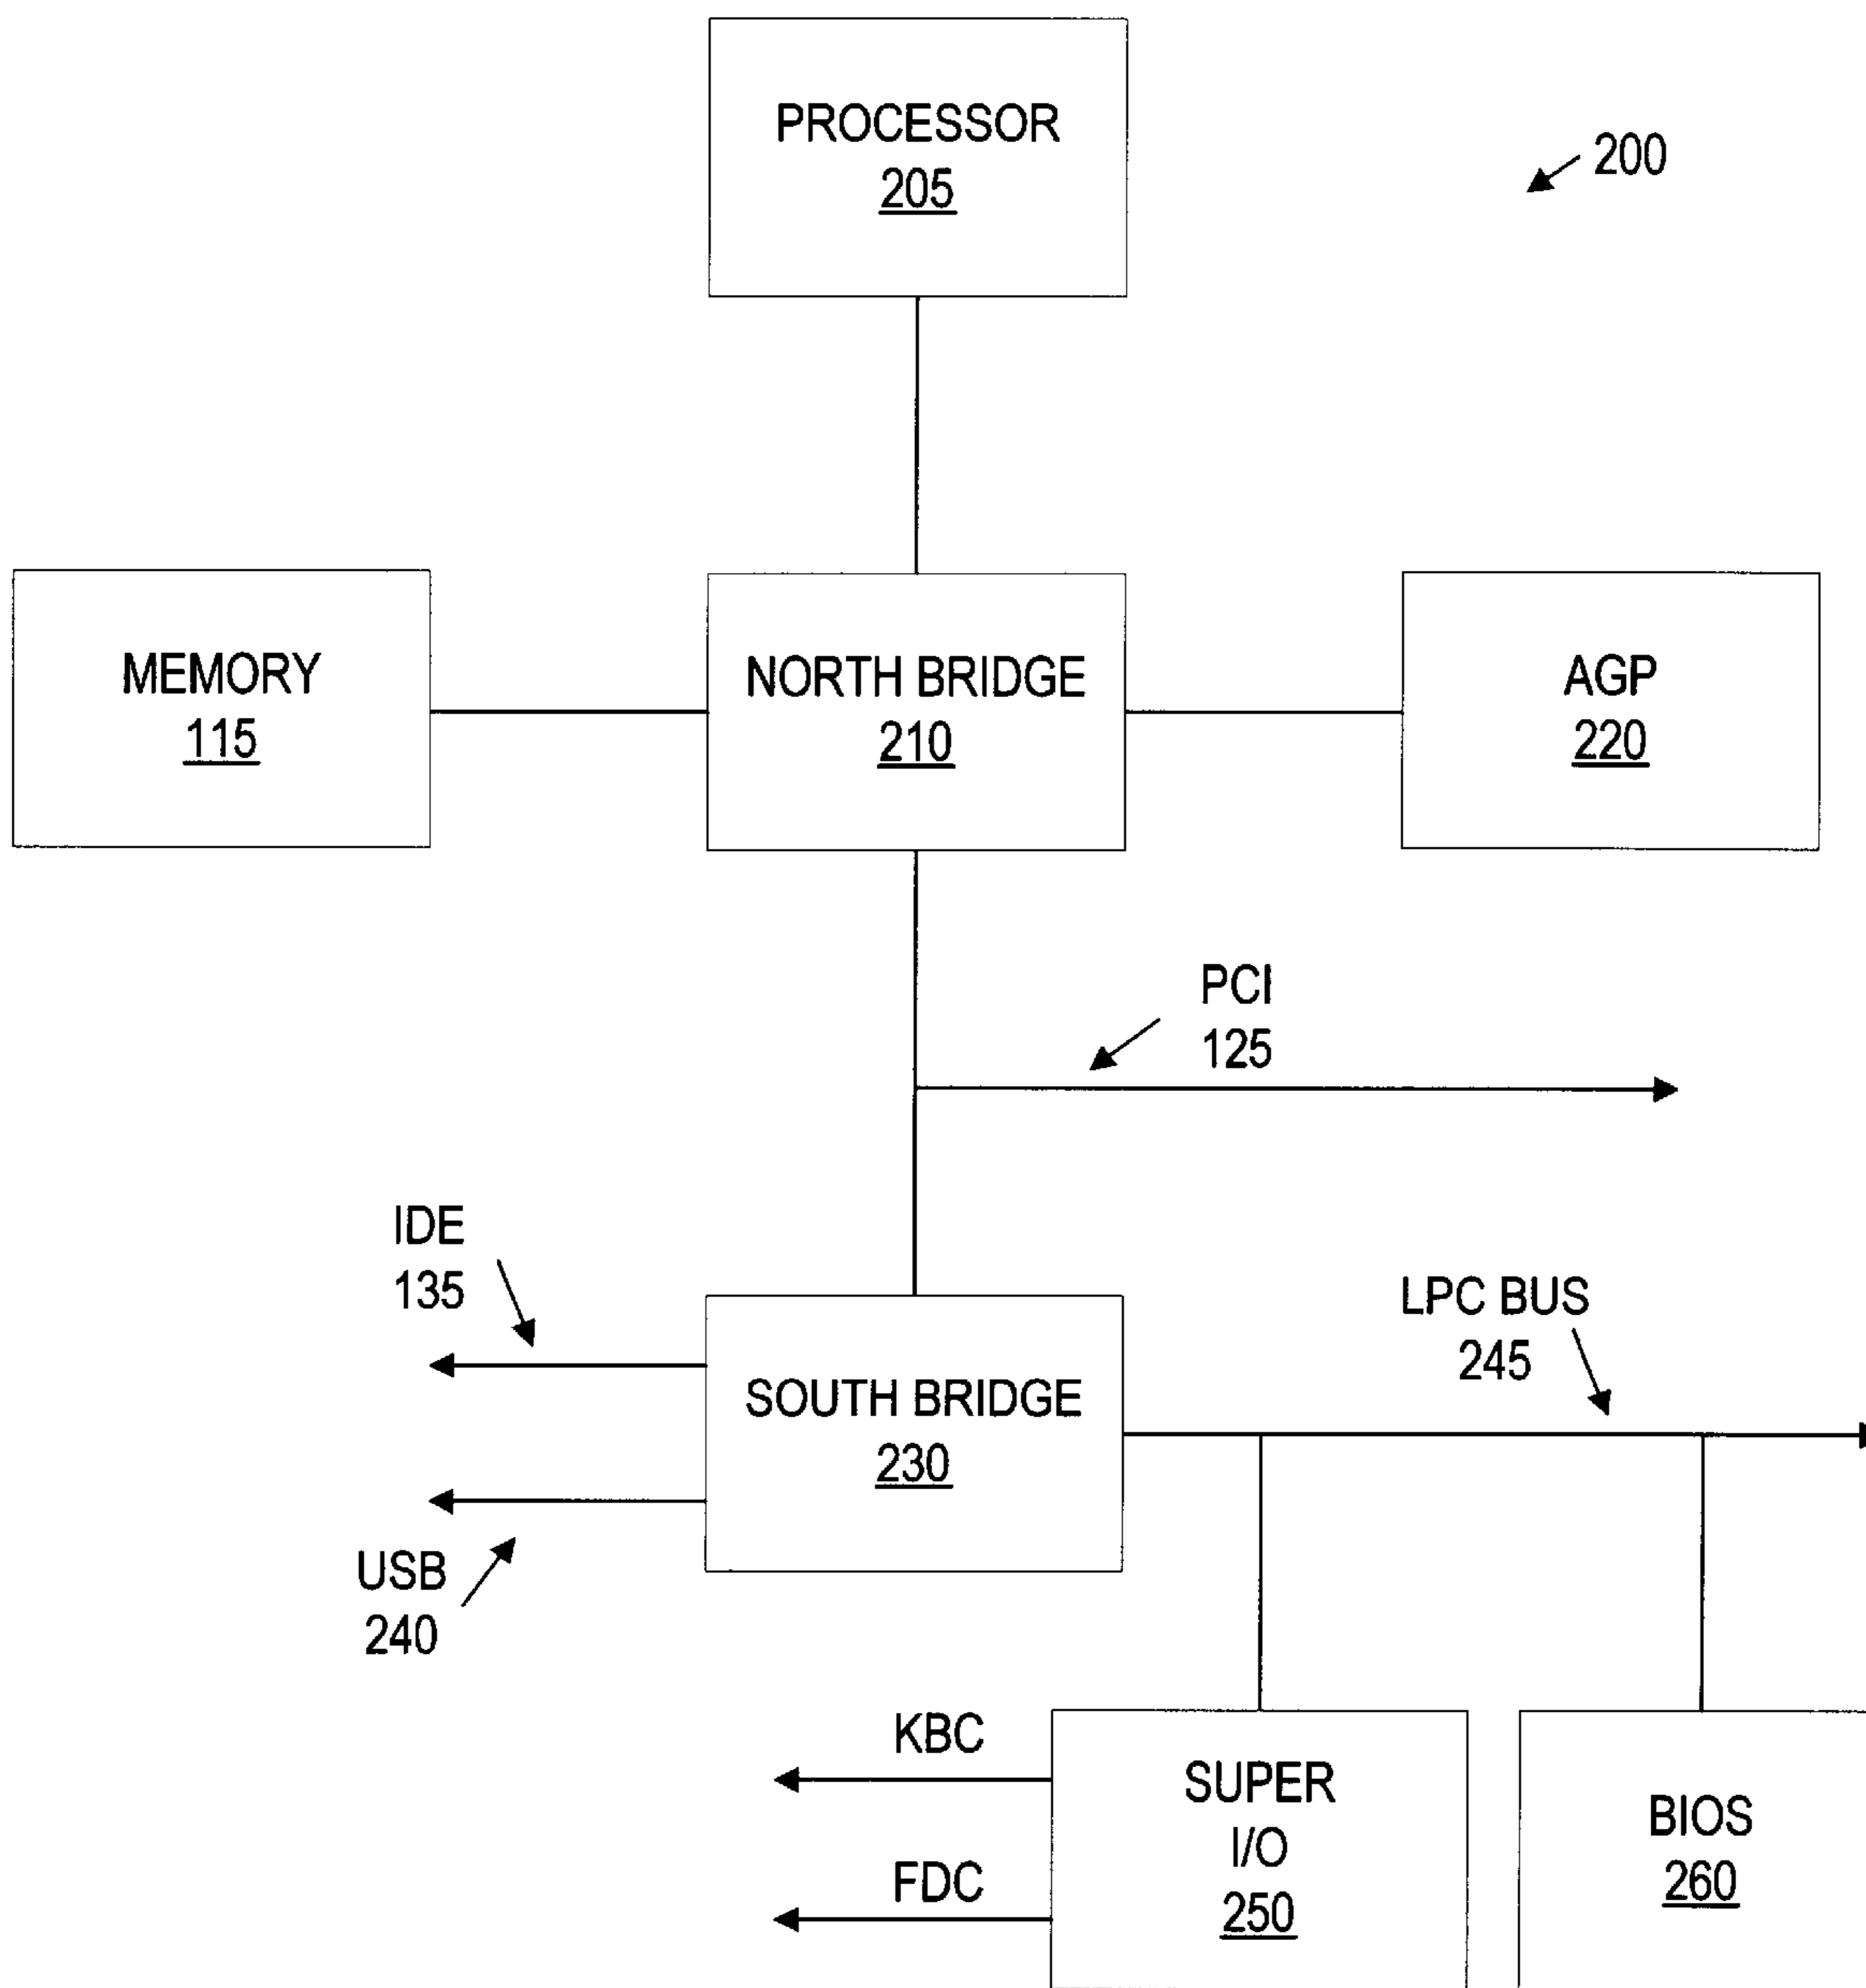 PROCESSOR
205
200
MEMORY
115
NORTH BRIDGE
210
AGP
220
PCI
125
IDE
135
LPC BUS
245
SOUTH BRIDGE
230
USB
240
KBC
FDC
SUPER
I/O
250
BIOS
260